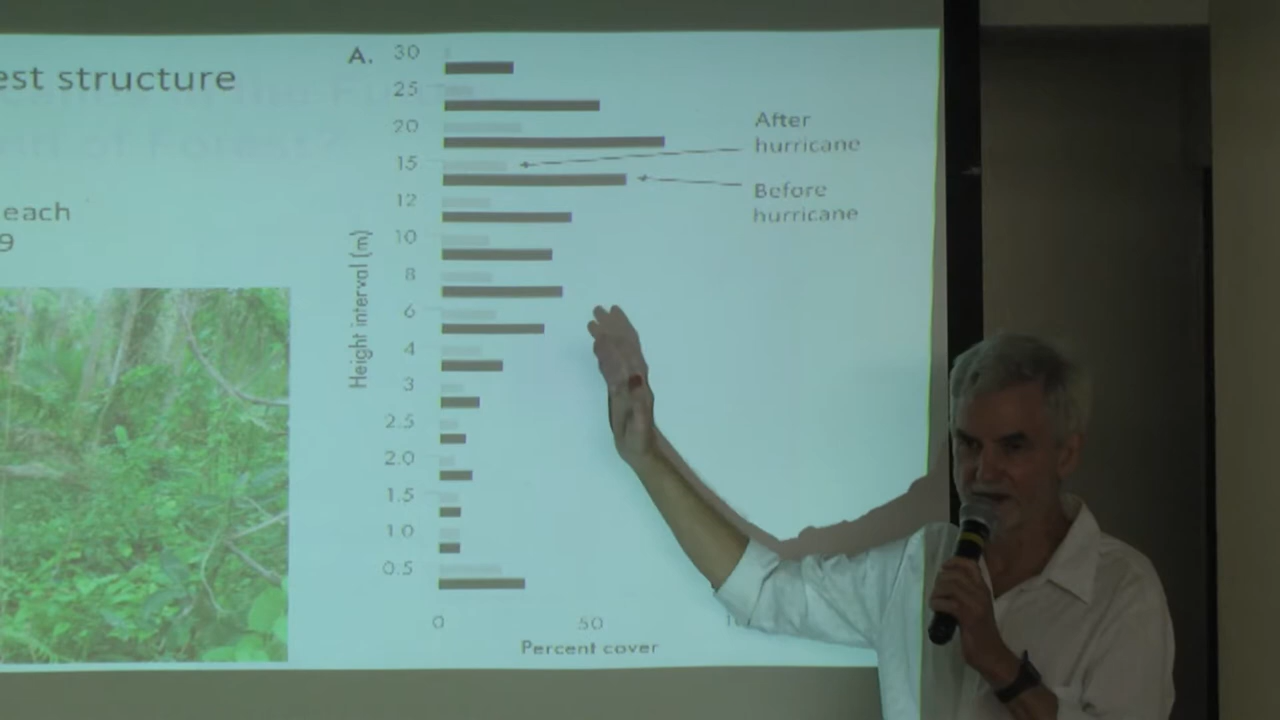 est structure
each
9
A.
30
25
20
15
12
10
8
6
4
3
2.5
2.0
1.5
1.0
0.5
Height interval (m)
After
hurricane
Before
hurricane
0
50
Percent cover